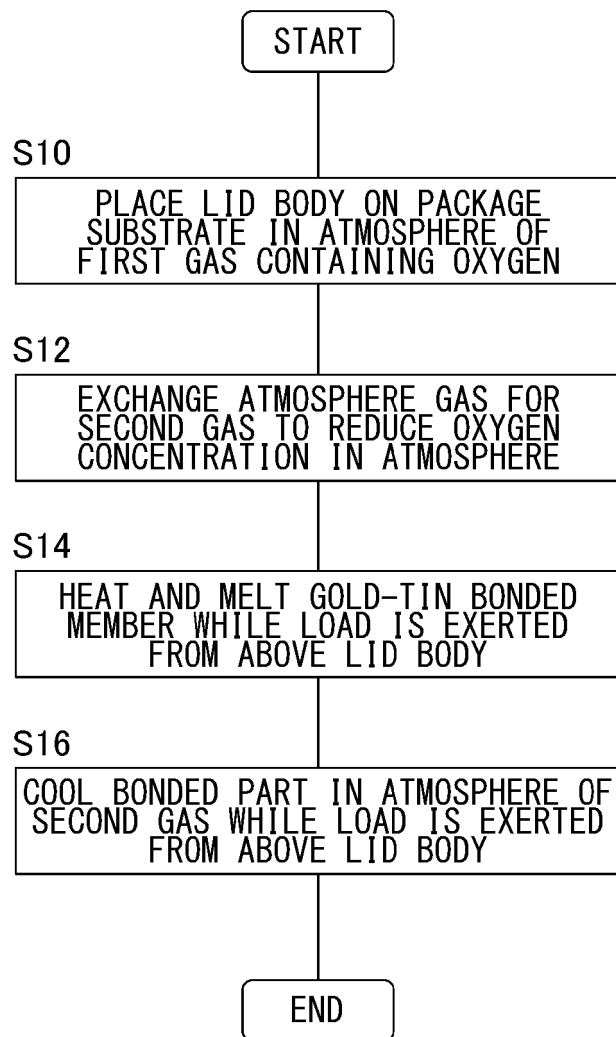 START
S10
PLACE LID BODY ON PACKAGE
SUBSTRATE IN ATMOSPHERE OF
FIRST GAS CONTAINING OXYGEN
S12
EXCHANGE ATMOSPHERE GAS FOR
SECOND GAS TO REDUCE OXYGEN
CONCENTRATION IN ATMOSPHERE
S14
HEAT AND MELT GOLD-TIN BONDED
MEMBER WHILE LOAD IS EXERTED
FROM ABOVE LID BODY
S16
COOL BONDED PART IN ATMOSPHERE OF
SECOND GAS WHILE LOAD IS EXERTED
FROM ABOVE LID BODY
END